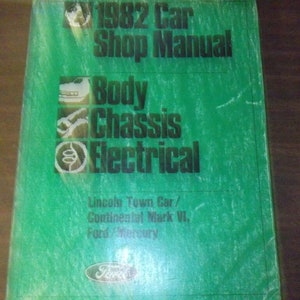 1982 Car
Shop Manual
Body
Chassis
Electrical
Lincoln Town Car/
Continental Mark VI,
Ford/Mercury
Ford